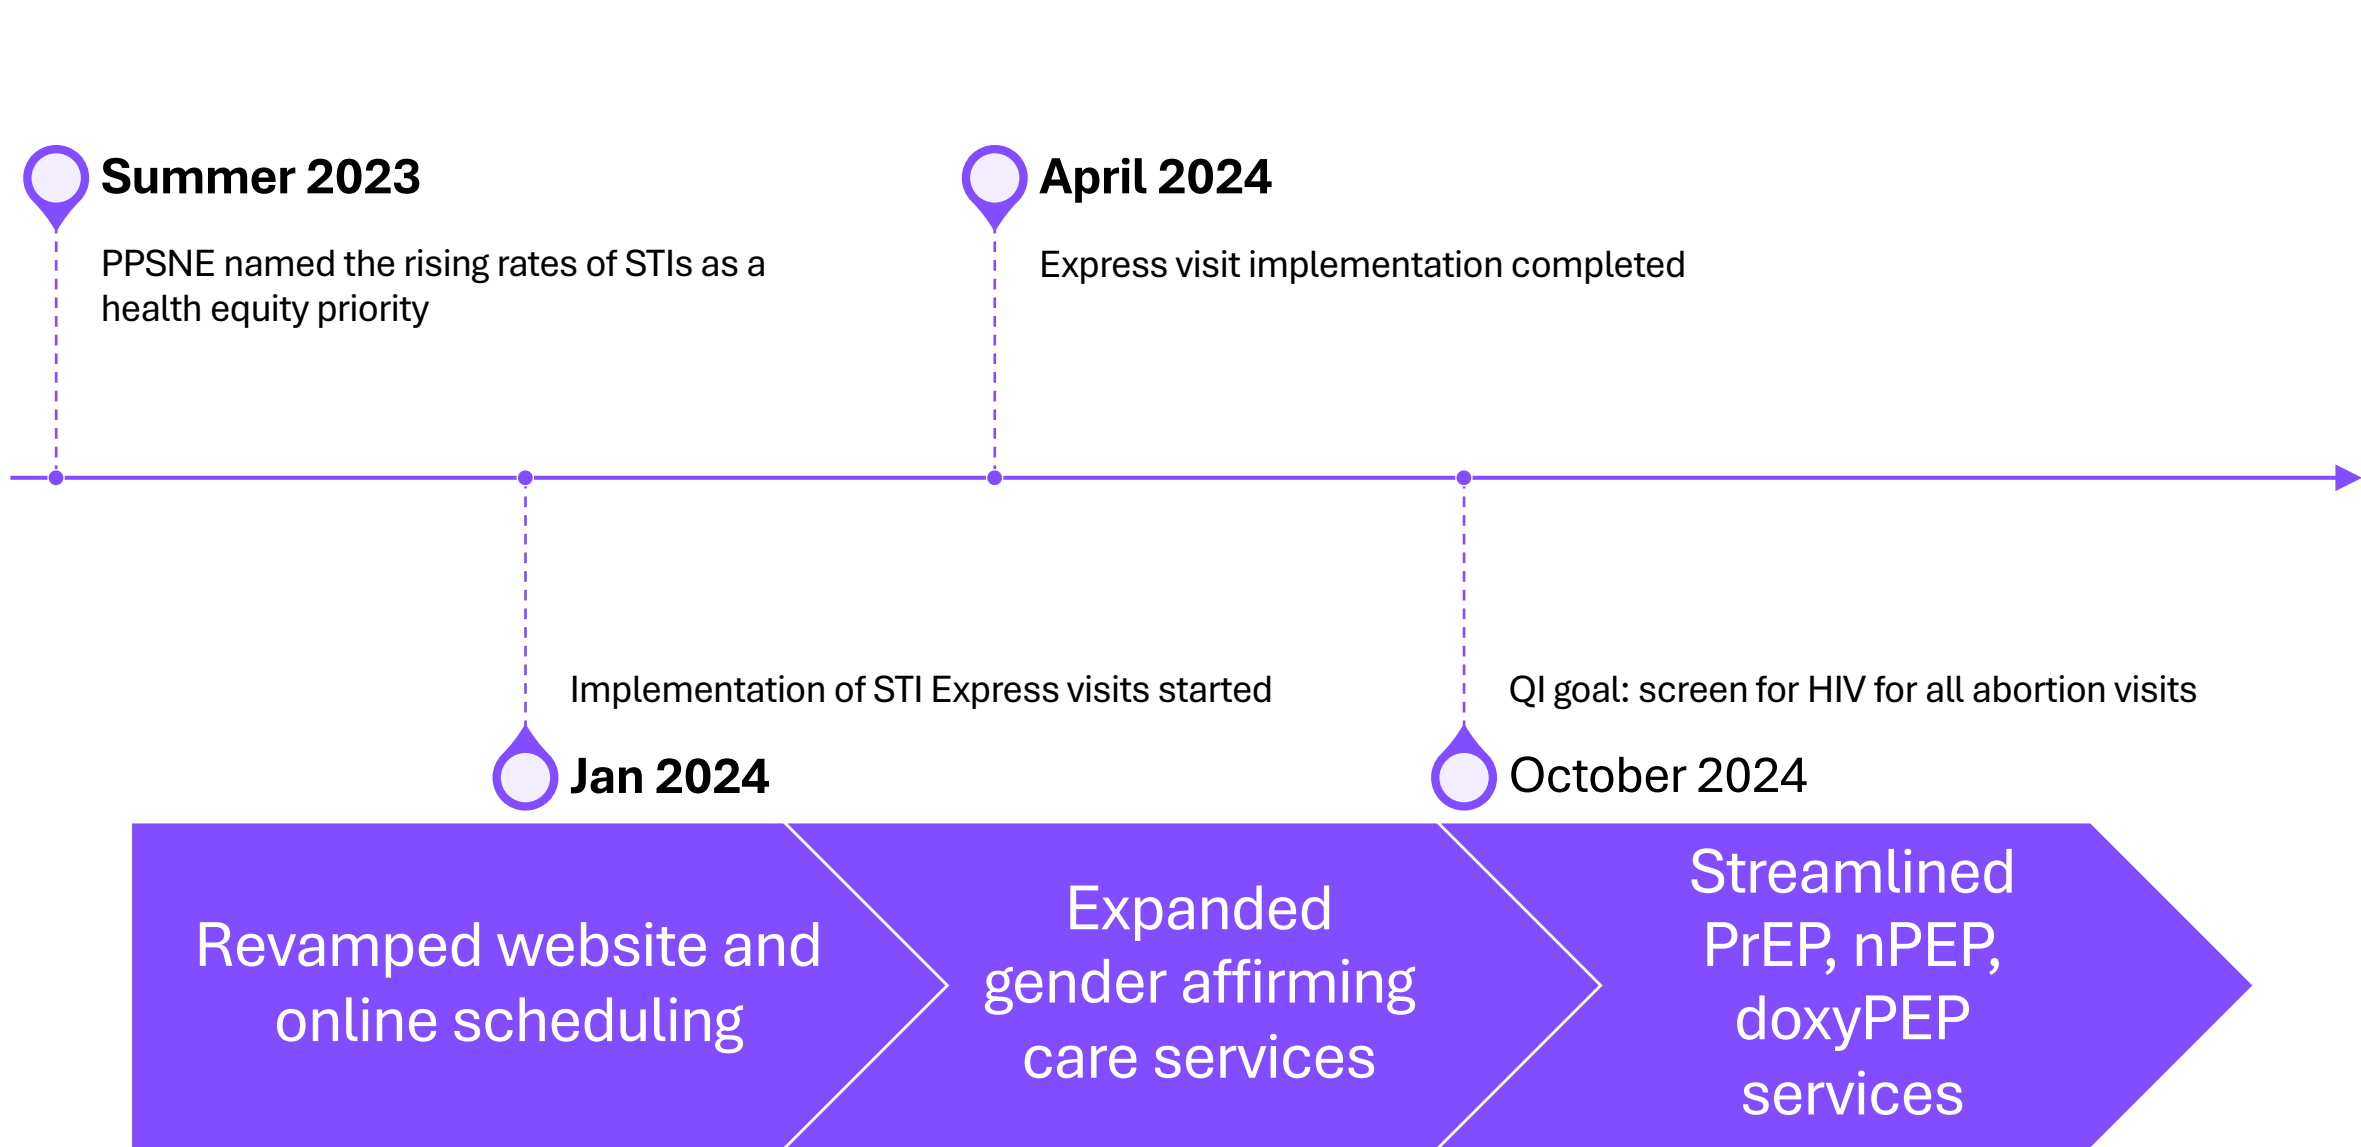 Summer 2023
PPSNE named the rising rates of STIs as a
health equity priority
April 2024
Express visit implementation completed
Implementation of STI Express visits started
Jan 2024
QI goal: screen for HIV for all abortion visits
October 2024
Revamped website and
online scheduling
Expanded
gender affirming
care services
Streamlined
PrEP, nPEP,
doxyPEP
services